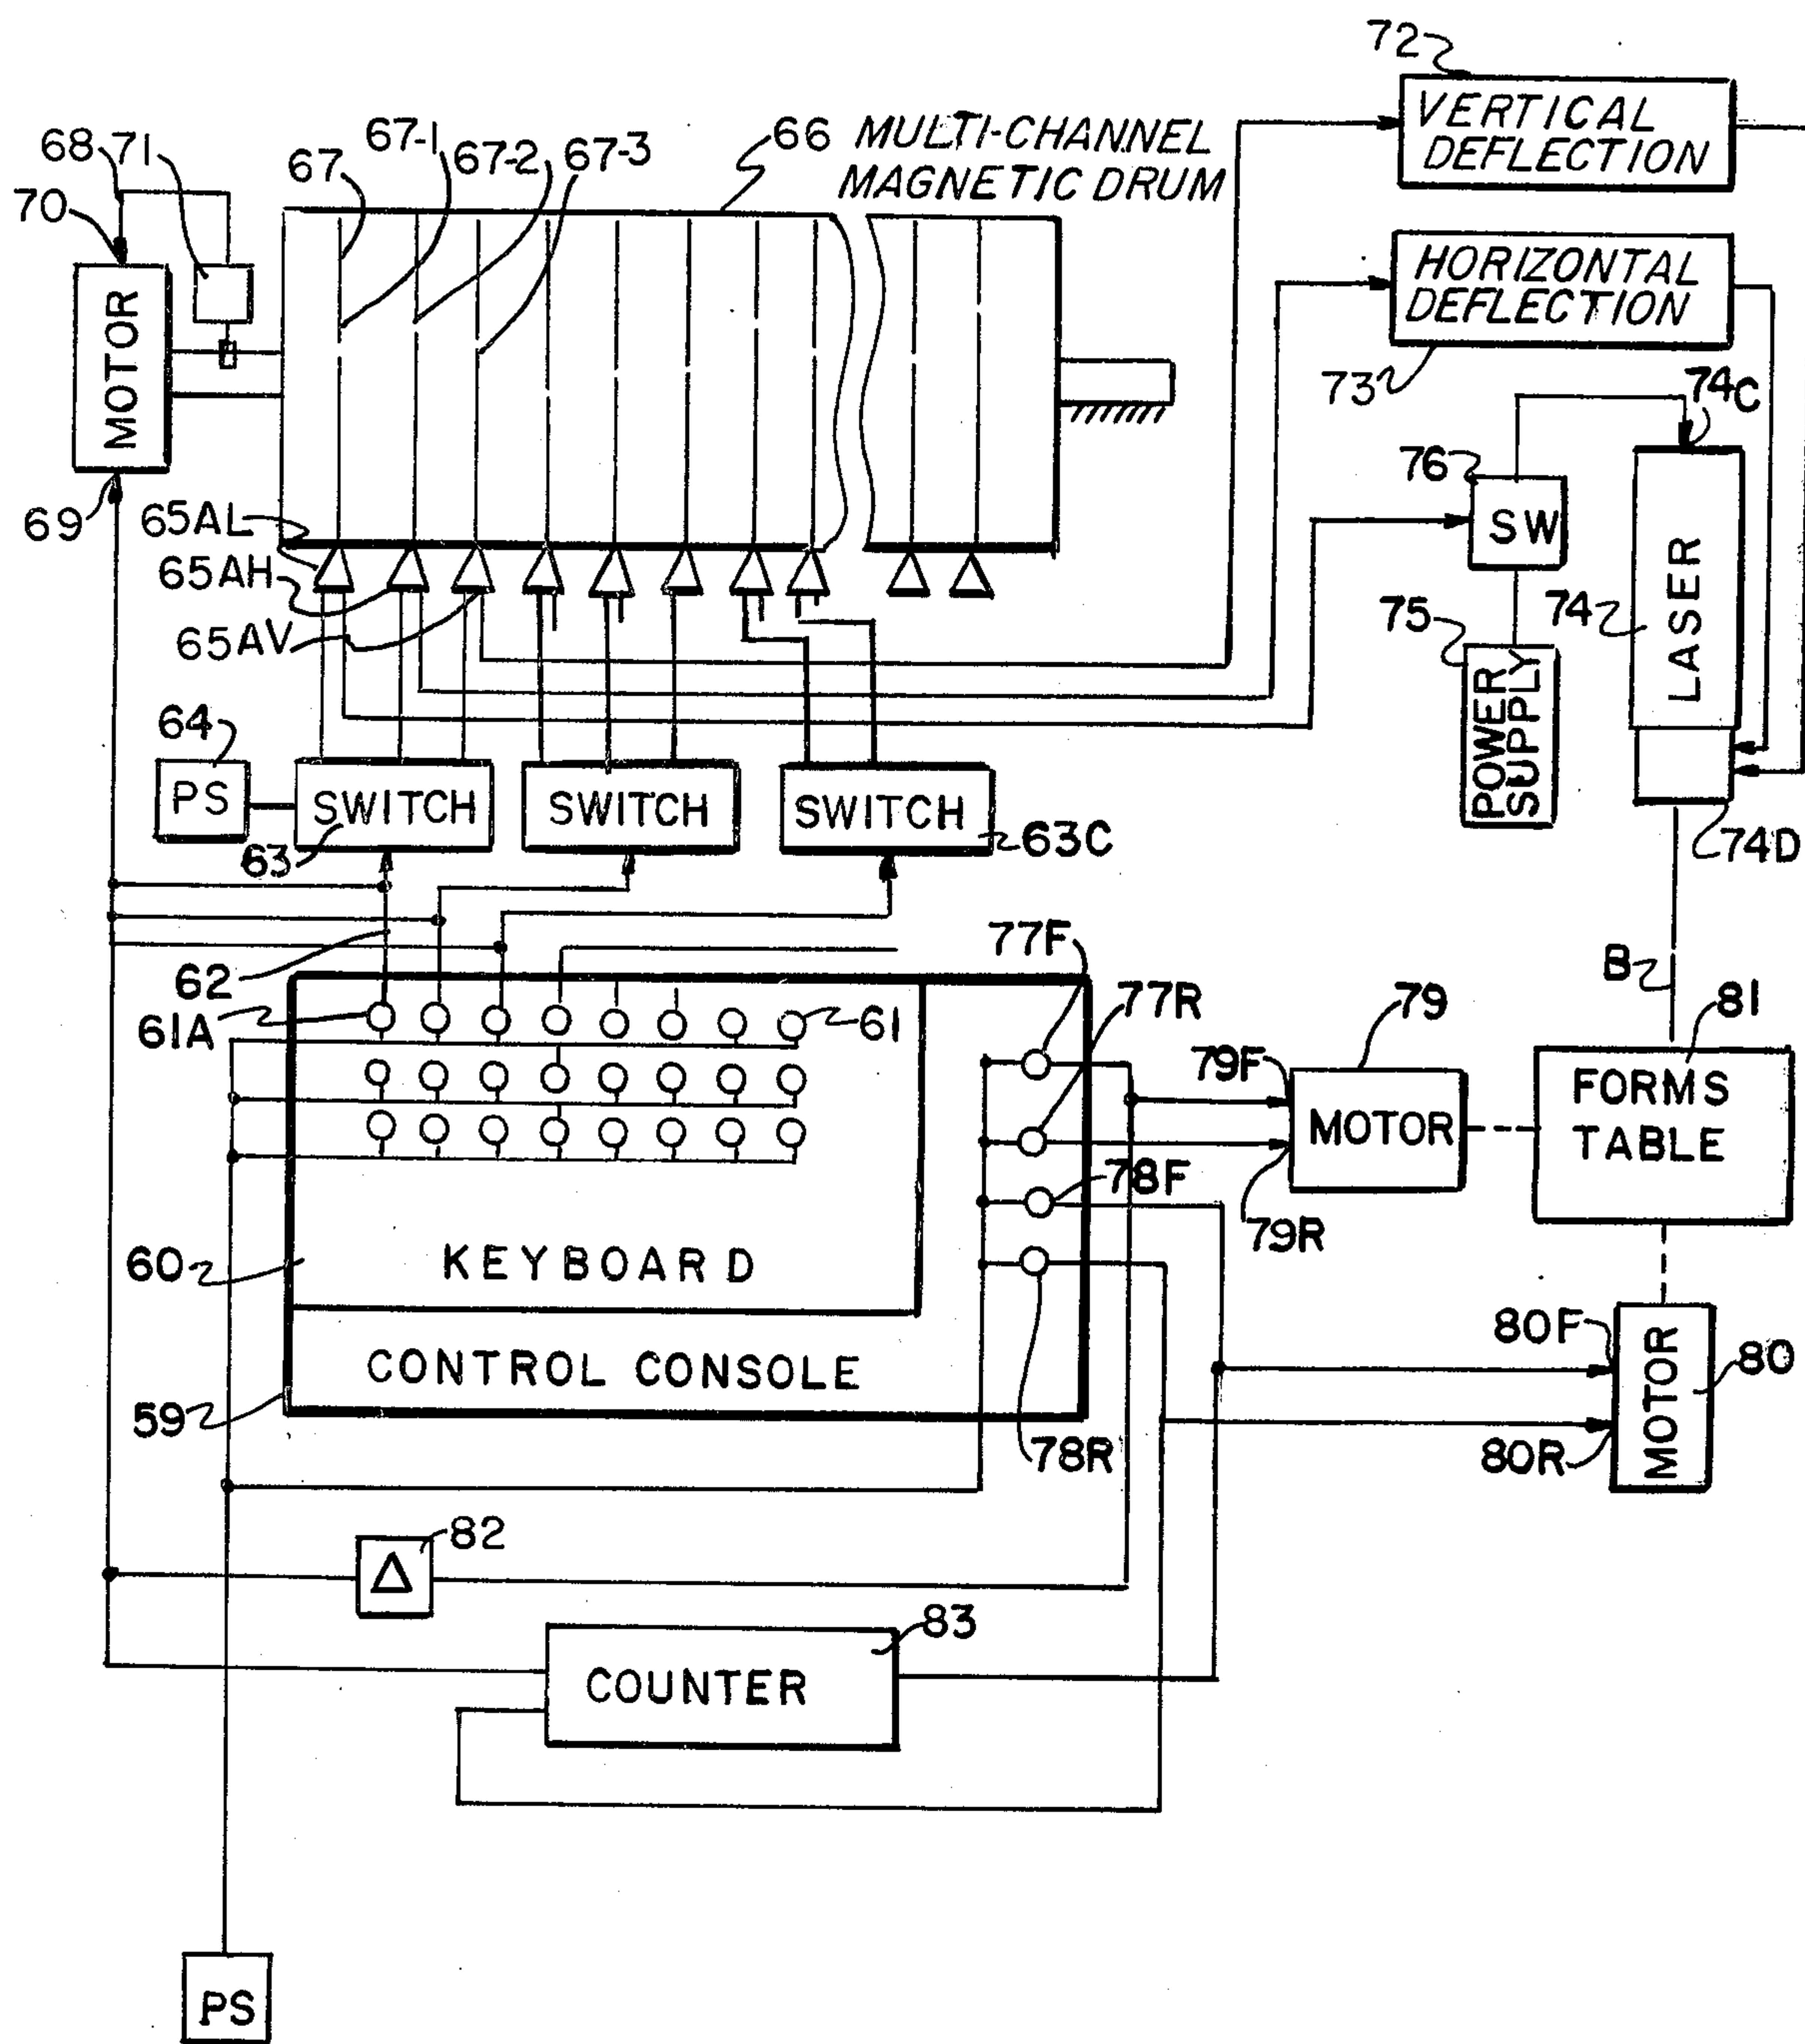 72
VERTICAL
DEFLECTION
66 MULTI-CHANNEL
MAGNETIC DRUM
68
71
67
67-1
67-2
67-3
70
HORIZONTAL
DEFLECTION
73
74C
MOTOR
69
65AL
65AH
65AV
76
SW
75
POWER
SUPPLY
74
LASER
74D
64
PS
SWITCH
63
SWITCH
SWITCH
63C
62
61A
61
77F
77R
B
79
81
79F
MOTOR
79R
FORMS
TABLE
78F
60
KEYBOARD
CONTROL CONSOLE
59
78R
80F
80R
MOTOR
80
82
Δ
83
COUNTER
PS